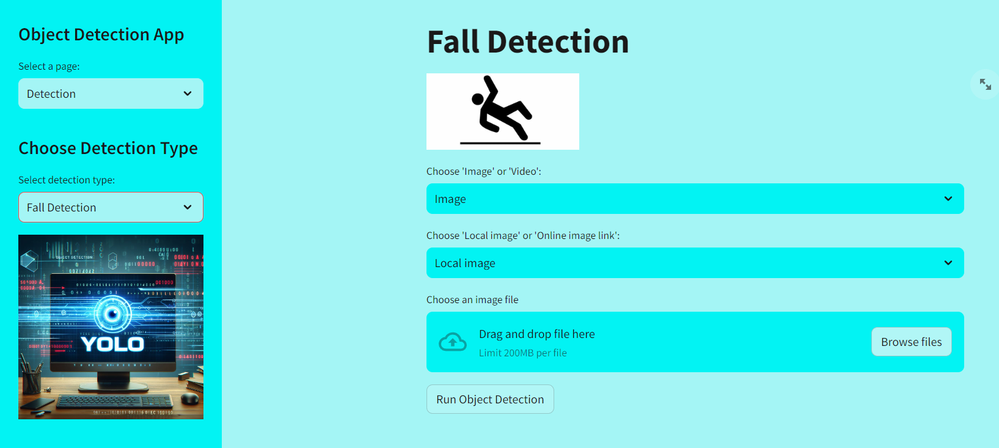 Object Detection App
Select a page:
Detection
Choose Detection Type
Select detection type:
Fall Detection
OBJECT DETECTION
YOLO
Fall Detection
Choose 'Image' or 'Video':
Image
Choose 'Local image' or 'Online image link':
Local image
Choose an image file
Drag and drop file here
Limit 200MB per file
Browse files
Run Object Detection